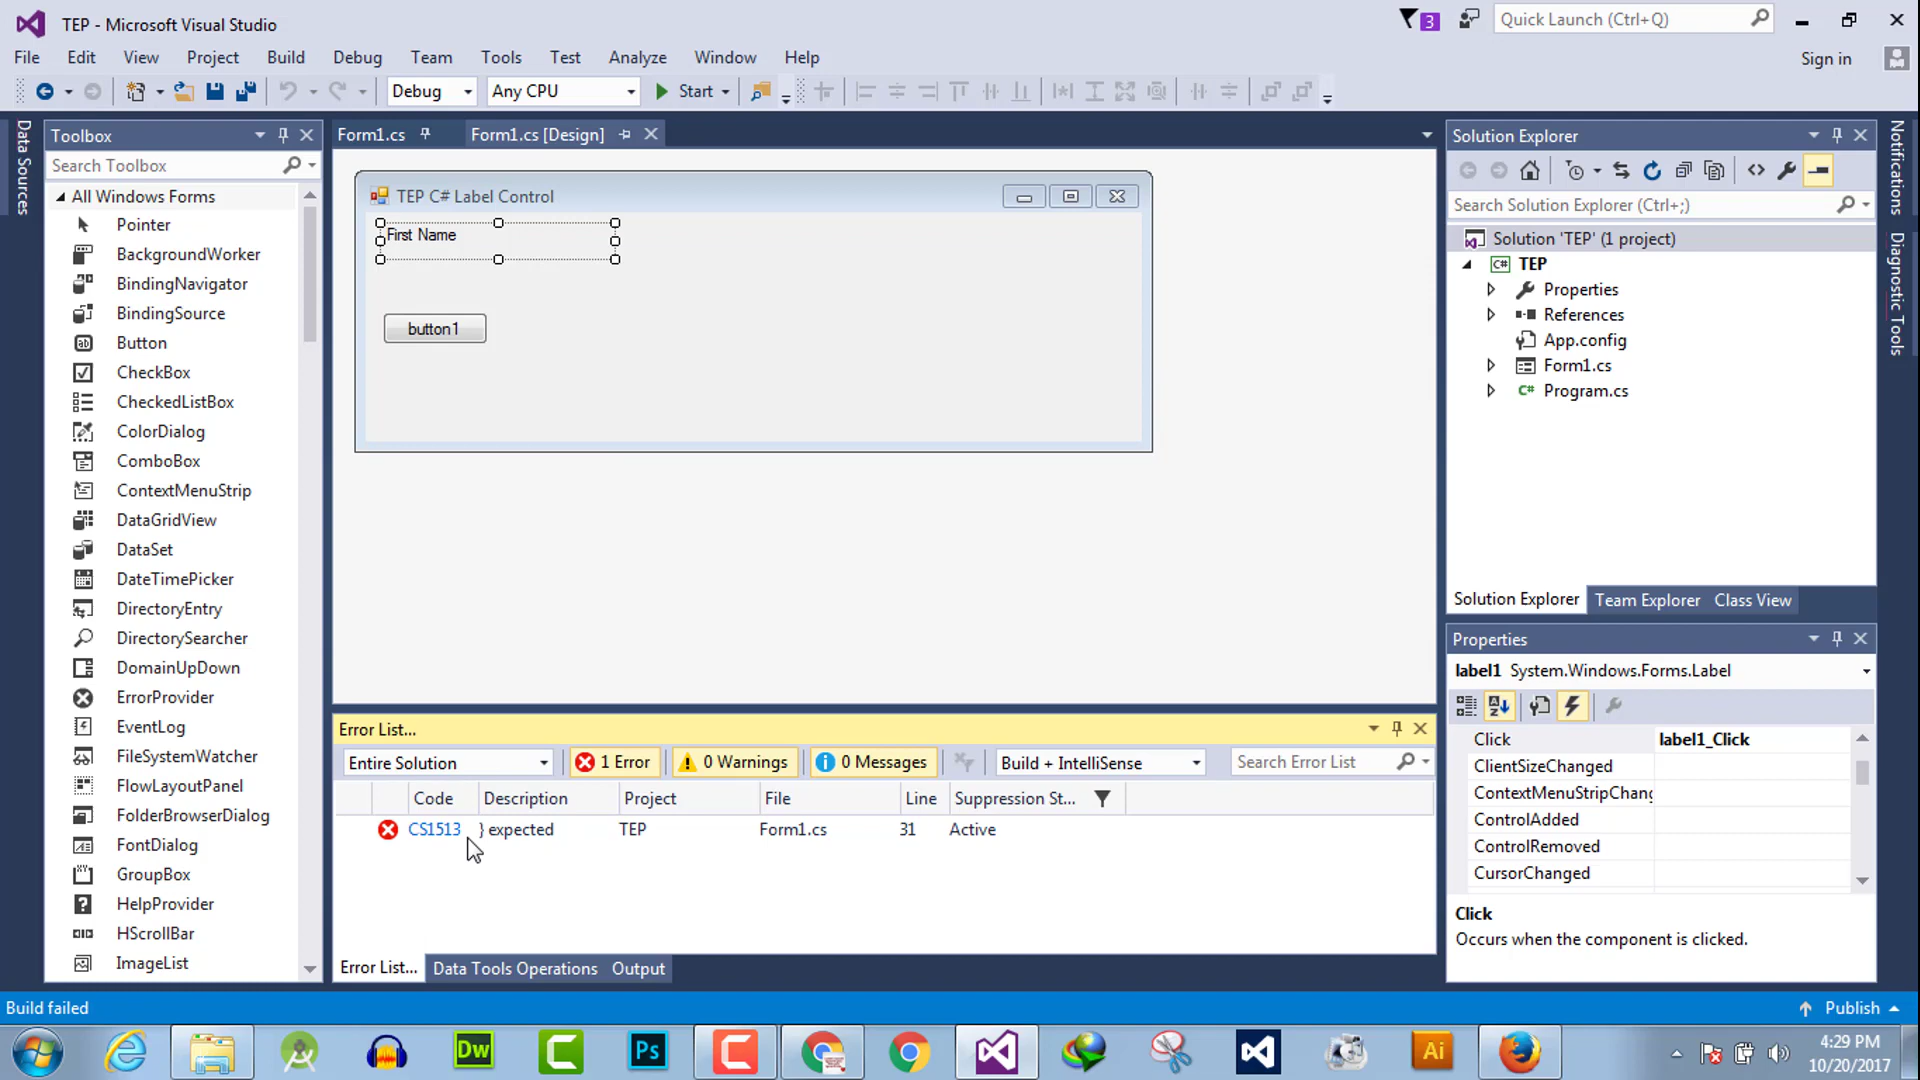 TEP - Microsoft Visual Studio
3
Quick Launch (Ctrl+Q)
File Edit View Project Build Debug Team Tools Test Analyze Window Help
Sign in
Debug Any CPU Start
Data Sources
Toolbox
Search Toolbox
All Windows Forms
Pointer
BackgroundWorker
BindingNavigator
BindingSource
Button
CheckBox
CheckedListBox
ColorDialog
ComboBox
ContextMenuStrip
DataGridView
DataSet
DateTimePicker
DirectoryEntry
DirectorySearcher
DomainUpDown
ErrorProvider
EventLog
FileSystemWatcher
FlowLayoutPanel
FolderBrowserDialog
FontDialog
GroupBox
HelpProvider
HScrollBar
ImageList
Form1.cs Form1.cs [Design]
TEP C# Label Control
First Name
button1
Error List...
Entire Solution 1 Error 0 Warnings 0 Messages Build + IntelliSense Search Error List
Code Description Project File Line Suppression St...
CS1513 } expected TEP Form1.cs 31 Active
Error List... Data Tools Operations Output
Solution Explorer
Search Solution Explorer (Ctrl+;)
Solution 'TEP' (1 project)
C# TEP
Properties
References
App.config
Form1.cs
C# Program.cs
Solution Explorer Team Explorer Class View
Properties
label1 System.Windows.Forms.Label
Click label1_Click
ClientSizeChanged
ContextMenuStripChang
ControlAdded
ControlRemoved
CursorChanged
Click
Occurs when the component is clicked.
Notifications
Diagnostic Tools
Build failed
Publish
Dw
Ps
Ai
4:29 PM
10/20/2017